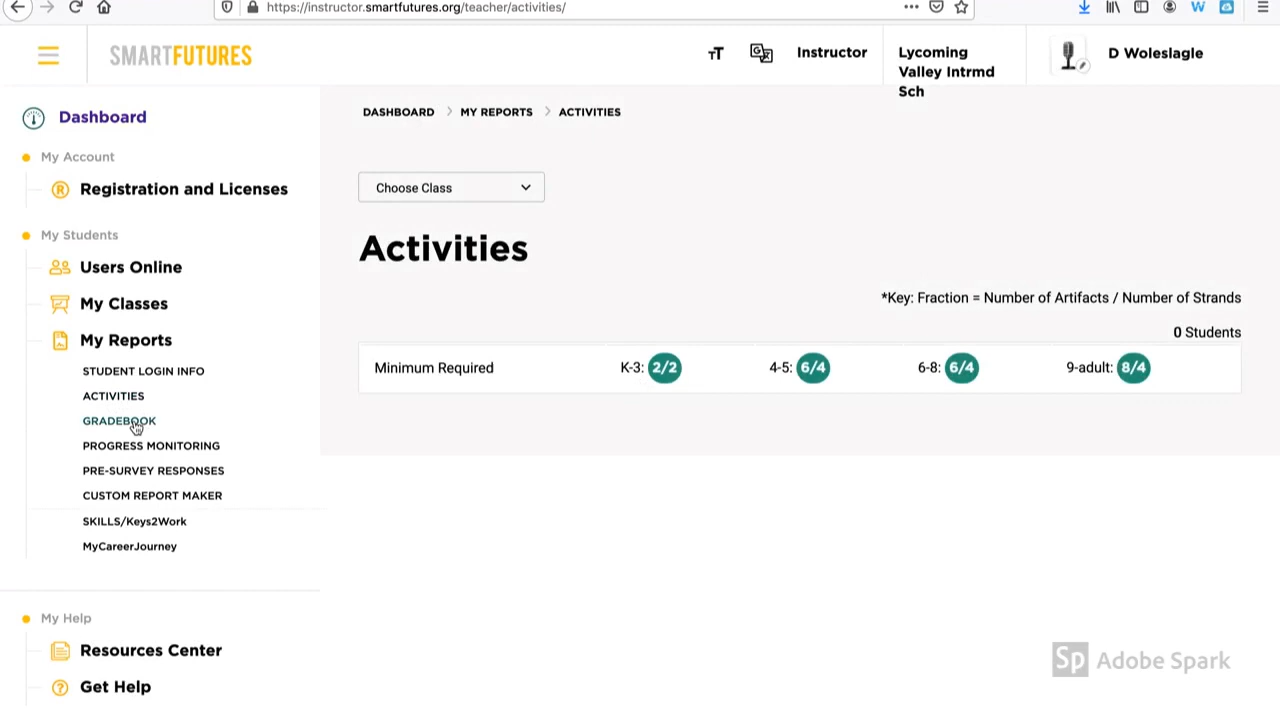 https://instructor.smartfutures.org/teacher/activities/
SMARTFUTURES
Instructor
Lycoming
Valley Intrmd
Sch
D Woleslagle
Dashboard
My Account
Registration and Licenses
My Students
Users Online
My Classes
My Reports
STUDENT LOGIN INFO
ACTIVITIES
GRADEBOOK
PROGRESS MONITORING
PRE-SURVEY RESPONSES
CUSTOM REPORT MAKER
SKILLS/Keys2Work
MyCareerJourney
My Help
Resources Center
Get Help
DASHBOARD > MY REPORTS > ACTIVITIES
Choose Class
Activities
*Key: Fraction = Number of Artifacts / Number of Strands
0 Students
Minimum Required K-3: 2/2 4-5: 6/4 6-8: 6/4 9-adult: 8/4
Sp Adobe Spark